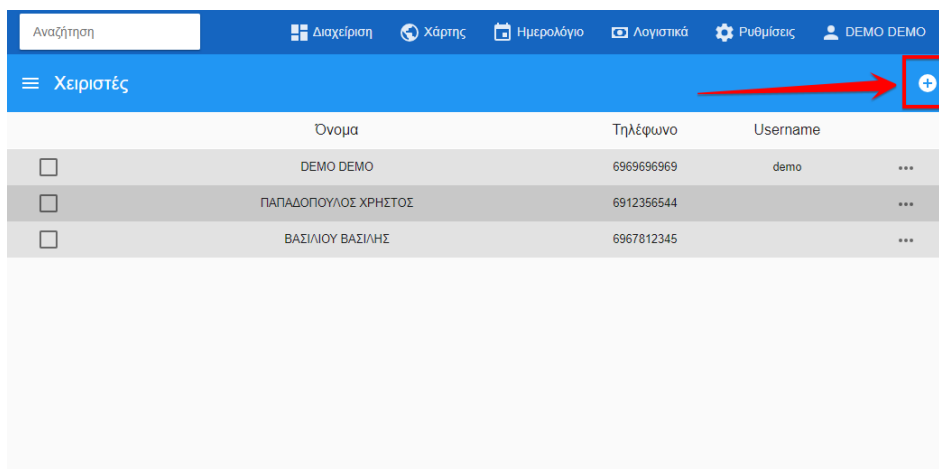 Αναζήτηση Διαχείριση Χάρτης Ημερολόγιο Λογιστικά Ρυθμίσεις DEMO DEMO
Χειριστές
Όνομα Τηλέφωνο Username
DEMO DEMO 6969696969 demo
ΠΑΠΑΔΟΠΟΥΛΟΣ ΧΡΗΣΤΟΣ 6912356544
ΒΑΣΙΛΙΟΥ ΒΑΣΙΛΗΣ 6967812345